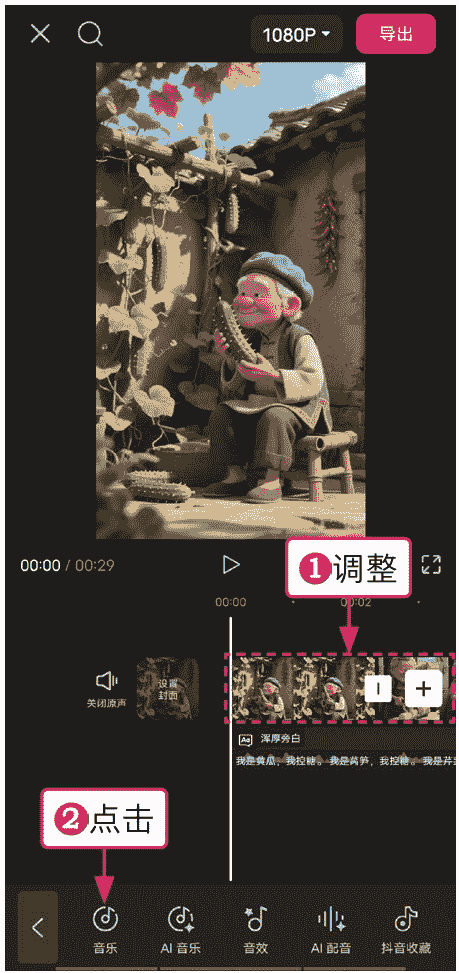 1080P
导出
00:00 / 00:29
❶调整
00:00
00:02
关闭原声
设置
封面
浑厚旁白
我是黄瓜，我控糖。 我是莴笋，我控糖。 我是芹
❷点击
音乐
AI 音乐
音效
AI 配音
抖音收藏